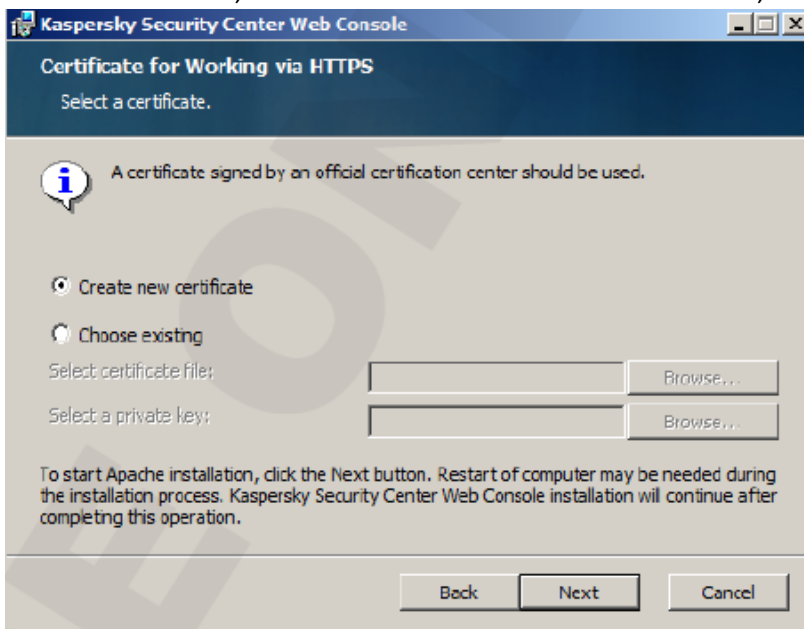 Kaspersky Security Center Web Console
Certificate for Working via HTTPS
Select a certificate.
A certificate signed by an official certification center should be used.
Create new certificate
Choose existing
Select certificate file:
Browse...
Select a private key:
Browse...
To start Apache installation, click the Next button. Restart of computer may be needed during
the installation process. Kaspersky Security Center Web Console installation will continue after
completing this operation.
Back Next Cancel